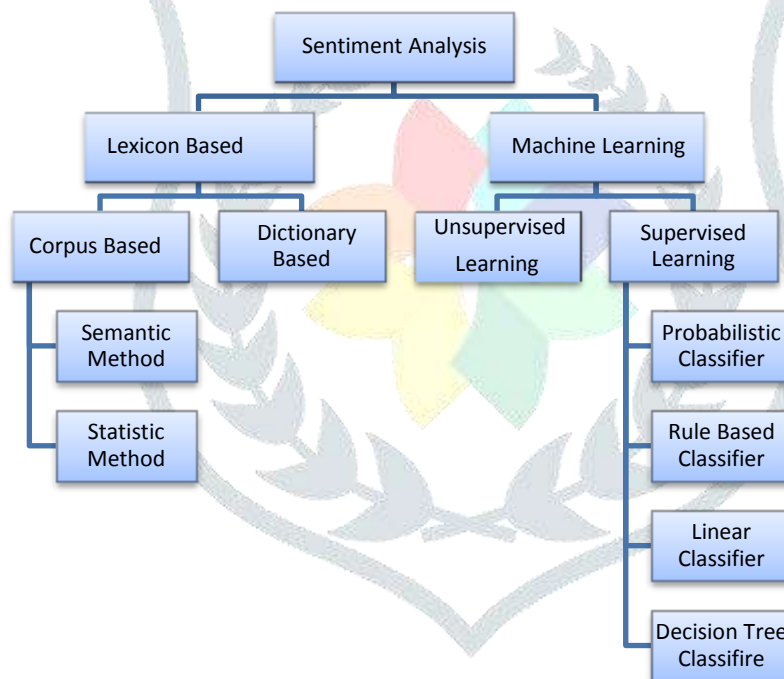 Sentiment Analysis
Lexicon Based
Machine Learning
Corpus Based
Dictionary
Based
Unsupervised
Learning
Supervised
Learning
Semantic
Method
Statistic
Method
Probabilistic
Classifier
Rule Based
Classifier
Linear
Classifier
Decision Tree
Classifire